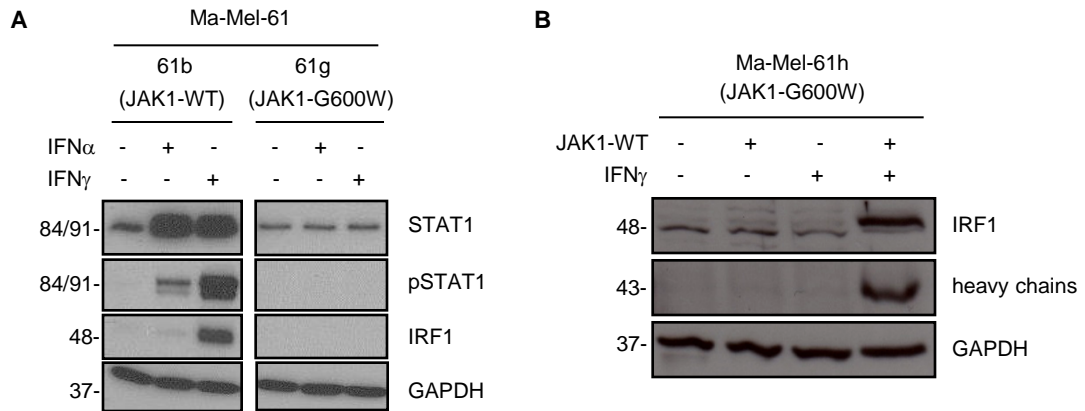 A
Ma-Mel-61
61b
(JAK1-WT)
61g
(JAK1-G600W)
IFNα - + - - + -
IFNγ - - + - - +
84/91- STAT1
84/91- pSTAT1
48- IRF1
37- GAPDH
B
Ma-Mel-61h
(JAK1-G600W)
JAK1-WT - + - +
IFNγ - - + +
48- IRF1
43- heavy chains
37- GAPDH